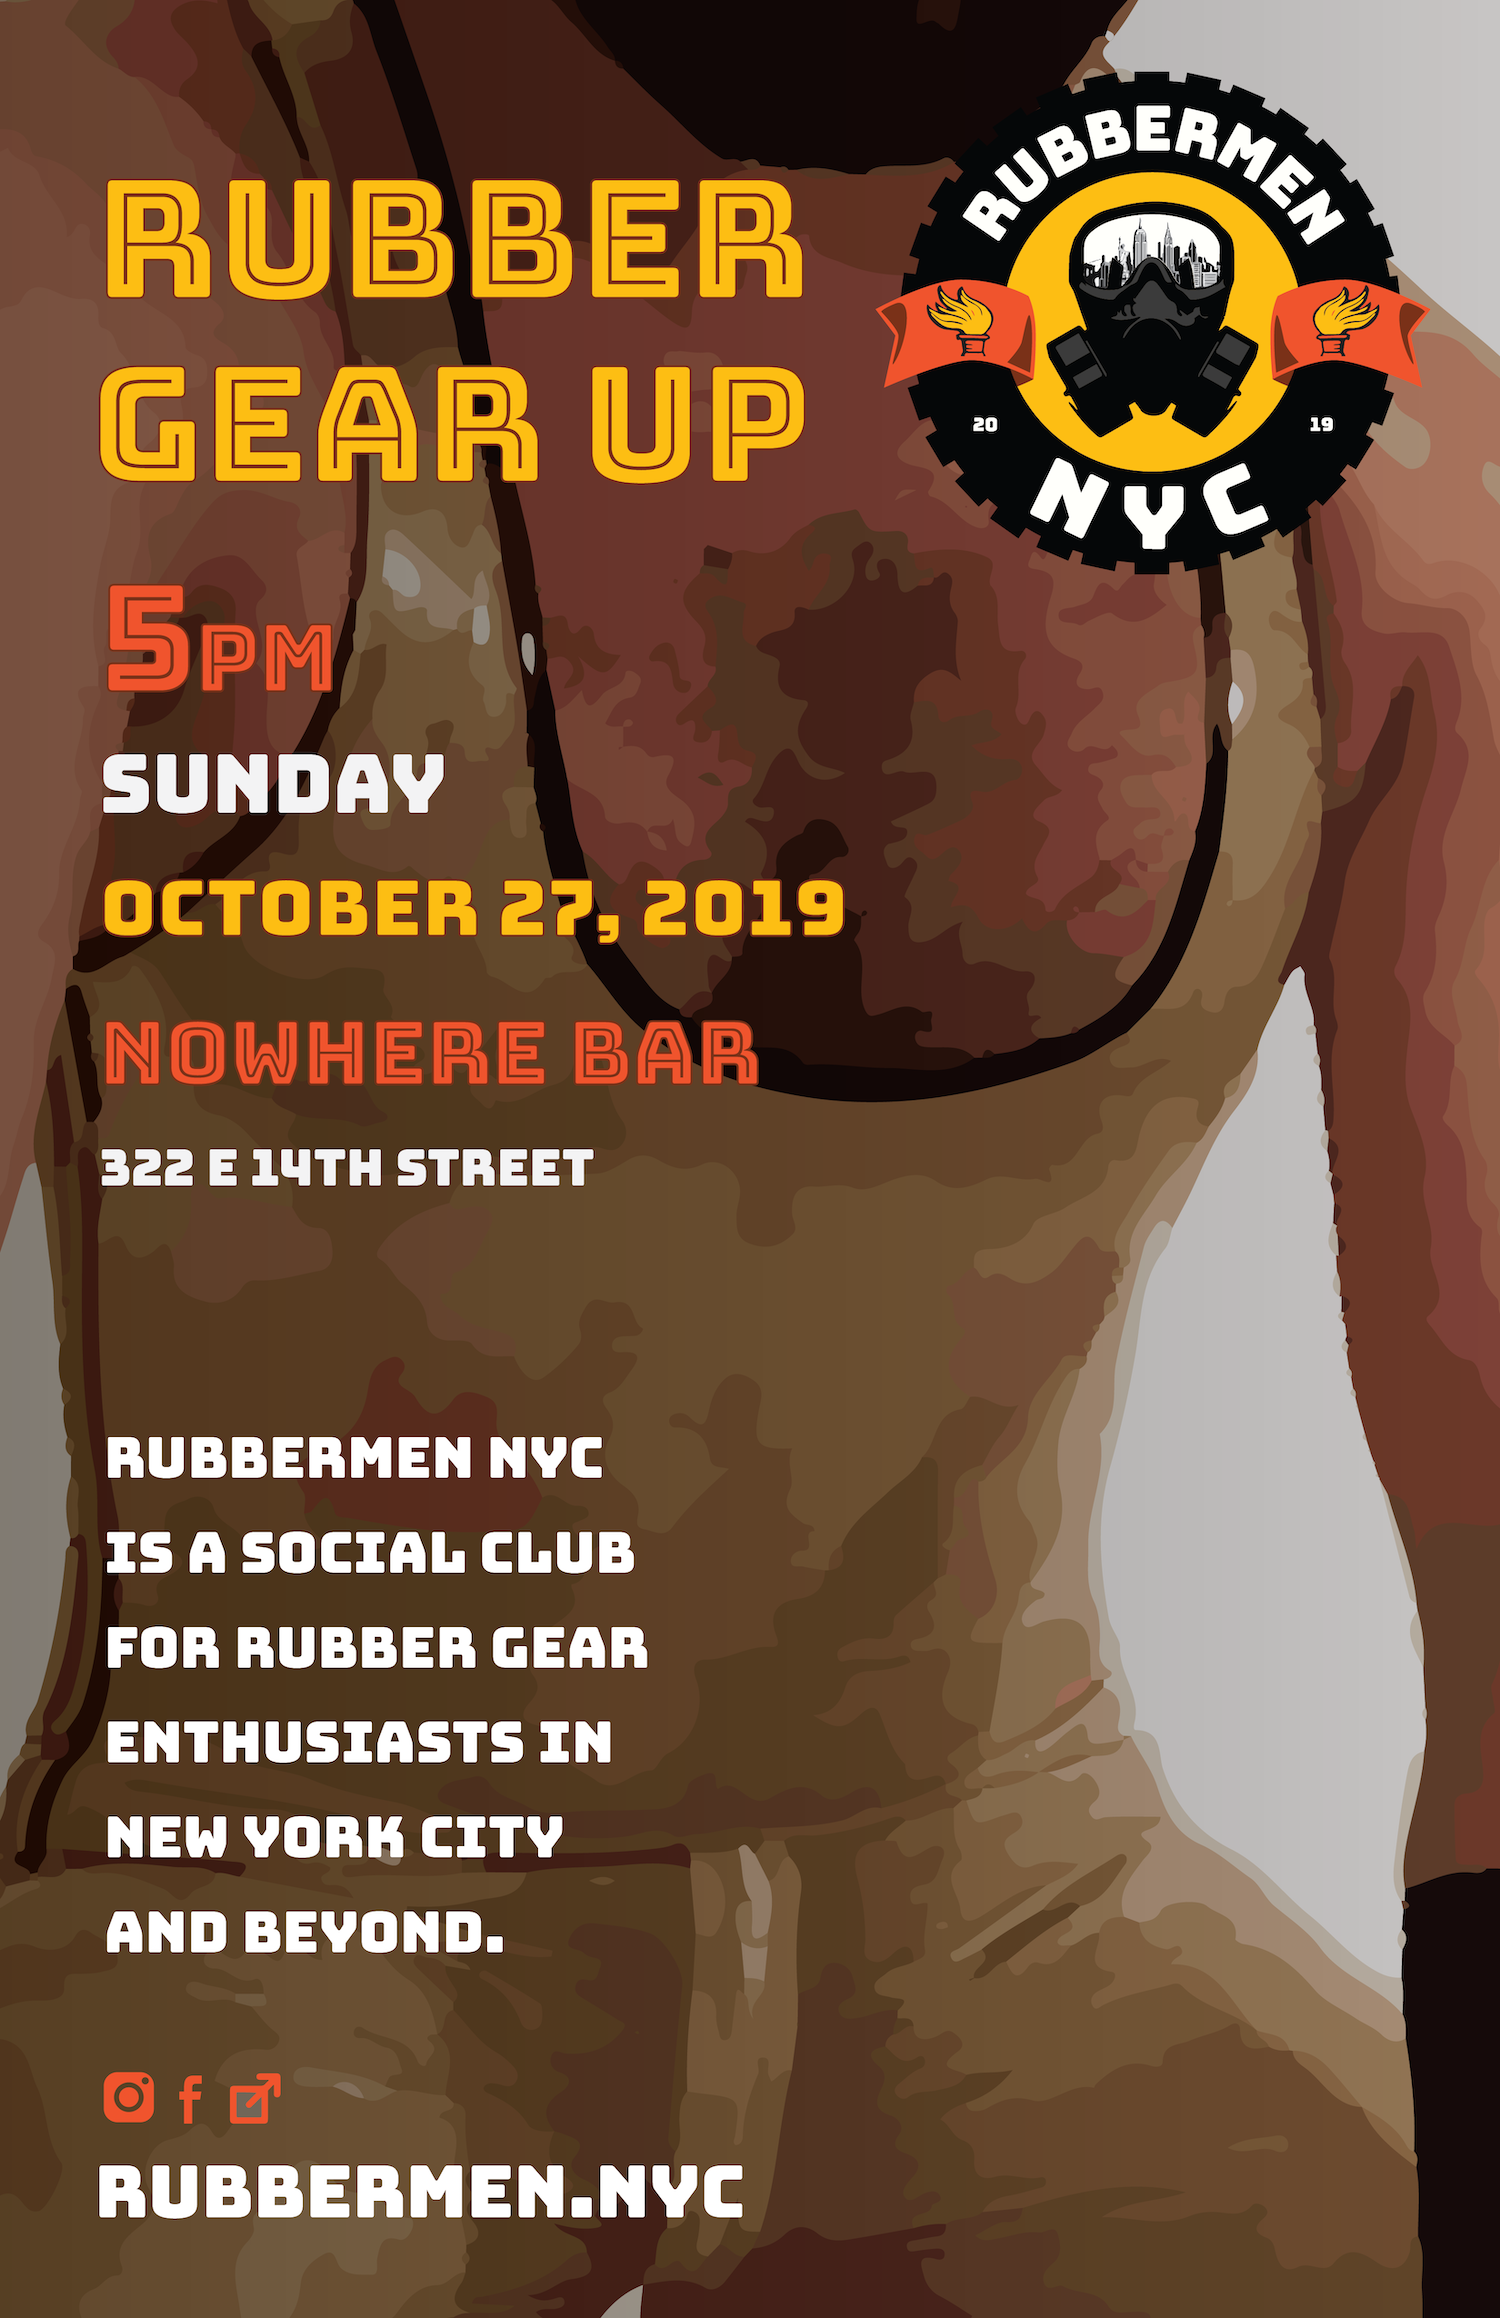 RUBBER
GEAR UP
RUBBERMEN
20 19
NYC
5PM
SUNDAY
OCTOBER 27, 2019
NOWHERE BAR
322 E 14TH STREET
RUBBERMEN NYC
IS A SOCIAL CLUB
FOR RUBBER GEAR
ENTHUSIASTS IN
NEW YORK CITY
AND BEYOND.
RUBBERMEN.NYC